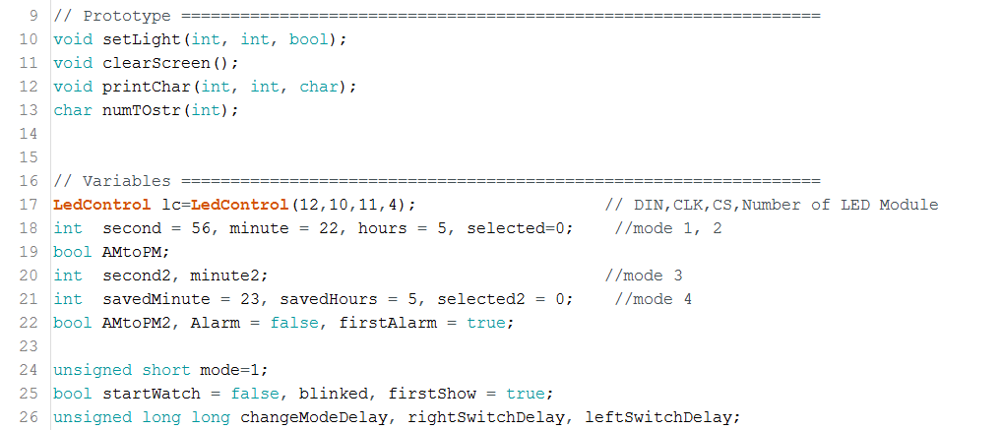 9 // Prototype =================================================================
10 void setLight(int, int, bool);
11 void clearScreen();
12 void printChar(int, int, char);
13 char numTOstr(int);
14
15
16 // Variables =================================================================
17 LedControl lc=LedControl(12,10,11,4); // DIN,CLK,CS,Number of LED Module
18 int second = 56, minute = 22, hours = 5, selected=0; //mode 1, 2
19 bool AMtoPM;
20 int second2, minute2; //mode 3
21 int savedMinute = 23, savedHours = 5, selected2 = 0; //mode 4
22 bool AMtoPM2, Alarm = false, firstAlarm = true;
23
24 unsigned short mode=1;
25 bool startWatch = false, blinked, firstShow = true;
26 unsigned long long changeModeDelay, rightSwitchDelay, leftSwitchDelay;